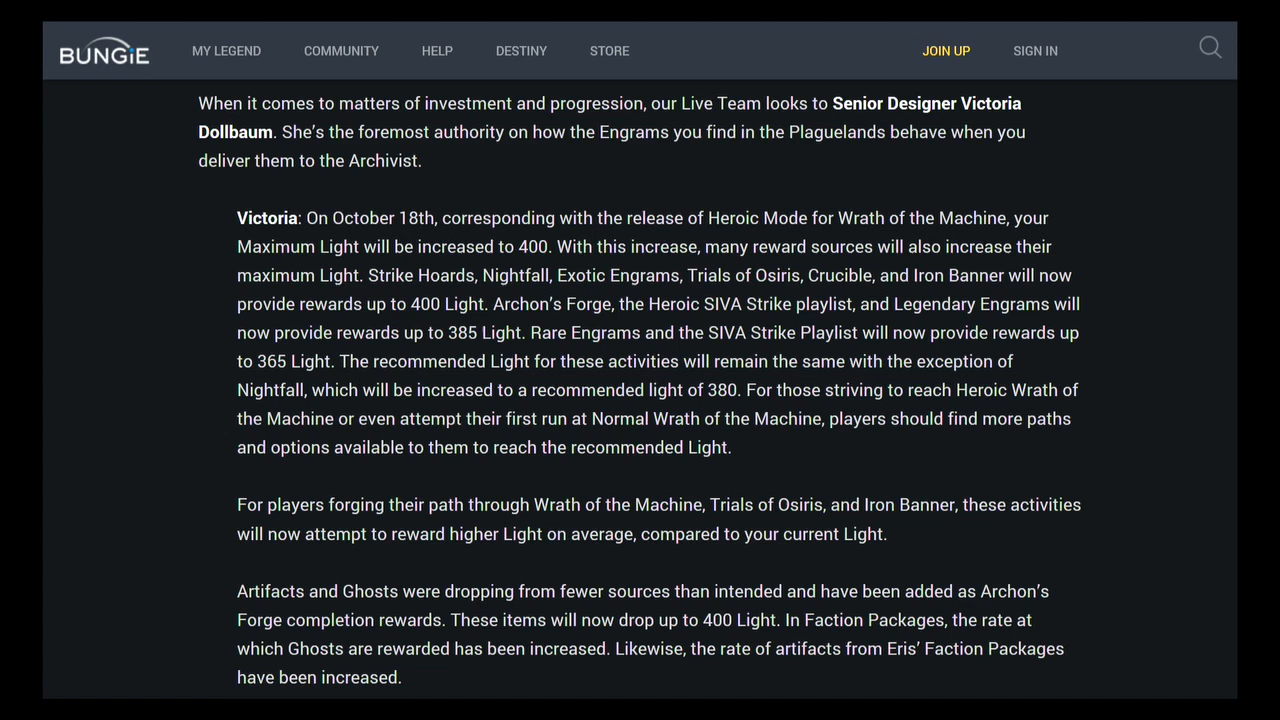 BUNGiE MY LEGEND COMMUNITY HELP DESTINY STORE JOIN UP SIGN IN
When it comes to matters of investment and progression, our Live Team looks to Senior Designer Victoria
Dollbaum. She’s the foremost authority on how the Engrams you find in the Plaguelands behave when you
deliver them to the Archivist.
Victoria: On October 18th, corresponding with the release of Heroic Mode for Wrath of the Machine, your
Maximum Light will be increased to 400. With this increase, many reward sources will also increase their
maximum Light. Strike Hoards, Nightfall, Exotic Engrams, Trials of Osiris, Crucible, and Iron Banner will now
provide rewards up to 400 Light. Archon’s Forge, the Heroic SIVA Strike playlist, and Legendary Engrams will
now provide rewards up to 385 Light. Rare Engrams and the SIVA Strike Playlist will now provide rewards up
to 365 Light. The recommended Light for these activities will remain the same with the exception of
Nightfall, which will be increased to a recommended light of 380. For those striving to reach Heroic Wrath of
the Machine or even attempt their first run at Normal Wrath of the Machine, players should find more paths
and options available to them to reach the recommended Light.
For players forging their path through Wrath of the Machine, Trials of Osiris, and Iron Banner, these activities
will now attempt to reward higher Light on average, compared to your current Light.
Artifacts and Ghosts were dropping from fewer sources than intended and have been added as Archon’s
Forge completion rewards. These items will now drop up to 400 Light. In Faction Packages, the rate at
which Ghosts are rewarded has been increased. Likewise, the rate of artifacts from Eris’ Faction Packages
have been increased.